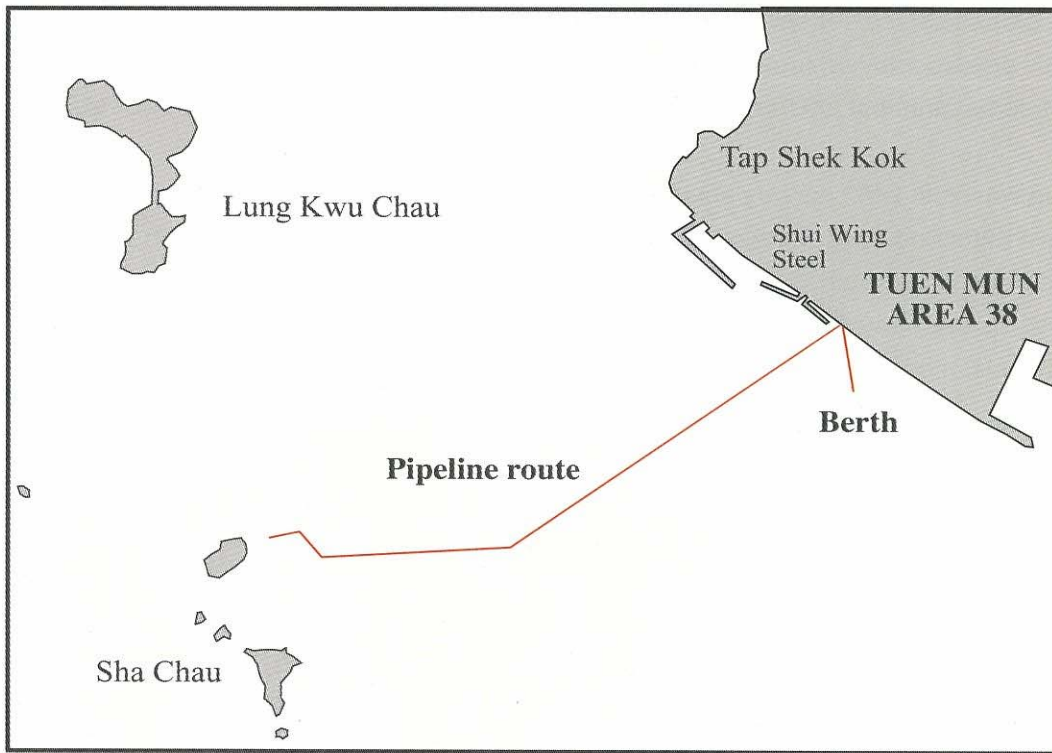 Tap Shek Kok
Lung Kwu Chau
Shui Wing
Steel
TUEN MUN
AREA 38
Berth
Pipeline route
Sha Chau